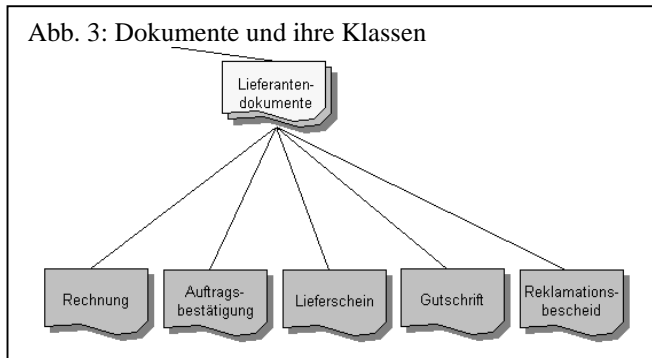 Abb. 3: Dokumente und ihre Klassen
Lieferanten-
dokumente
Rechnung
Auftrags-
bestätigung
Lieferschein
Gutschrift
Reklamations-
bescheid